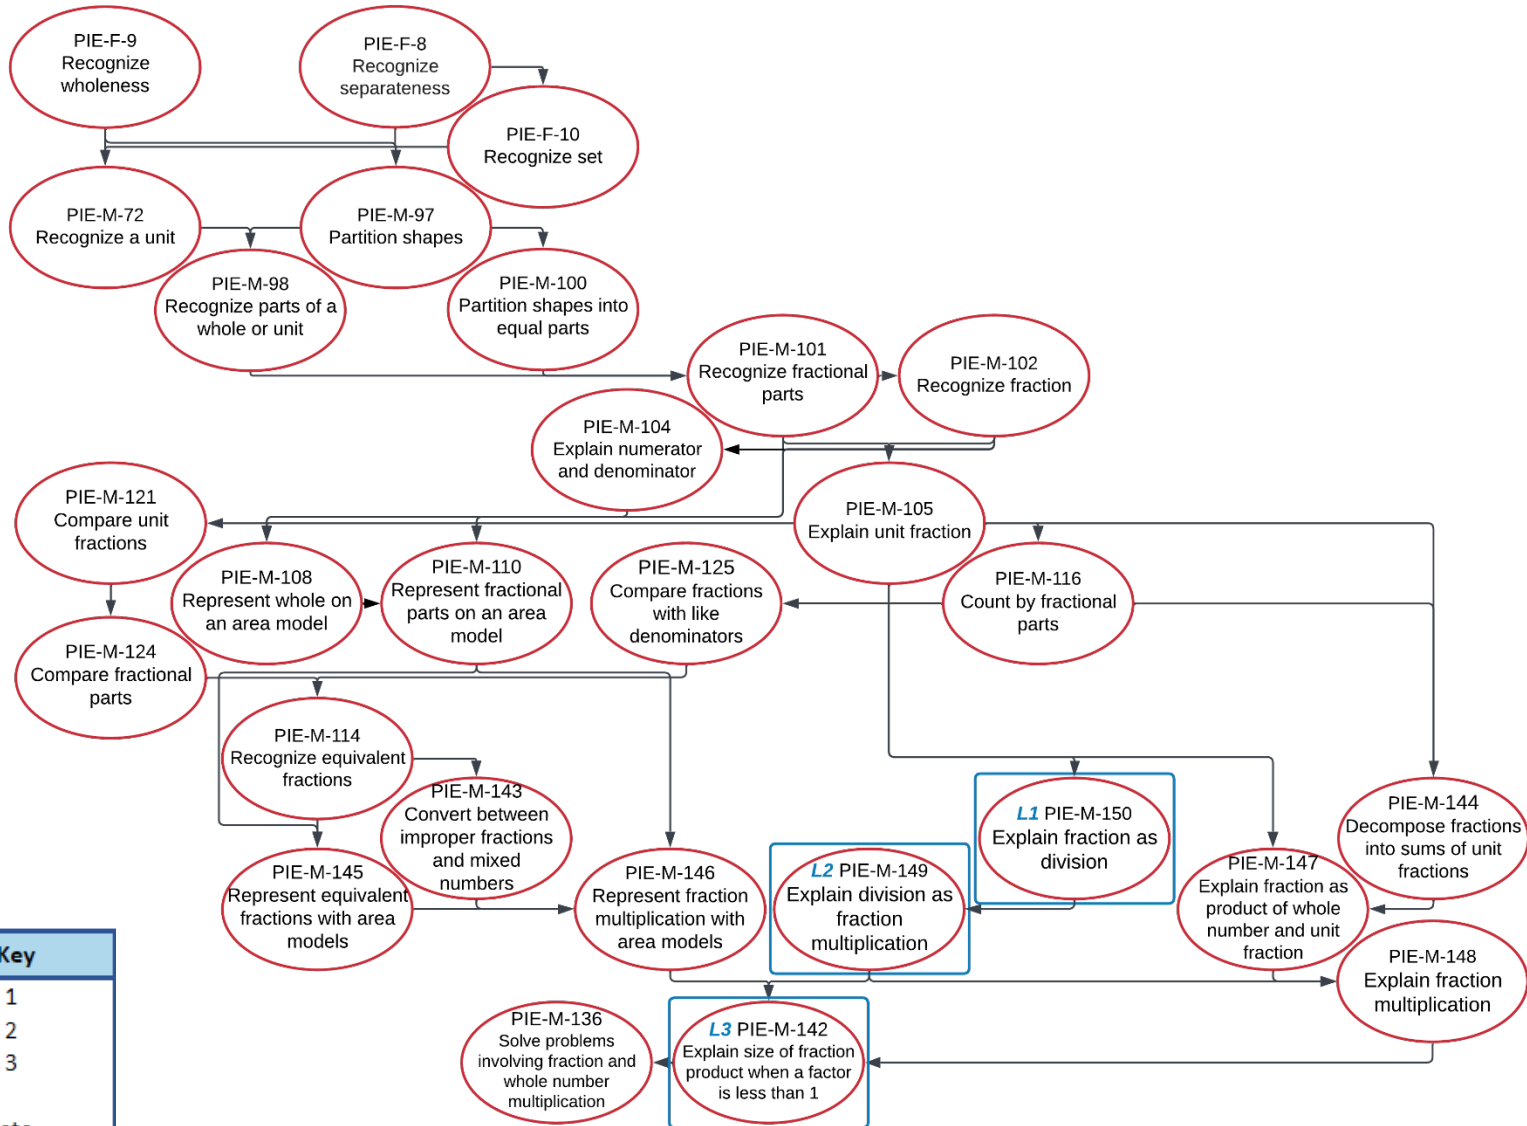 PIE-F-9
Recognize
wholeness
PIE-F-8
Recognize
separateness
PIE-F-10
Recognize set
PIE-M-72
Recognize a unit
PIE-M-97
Partition shapes
PIE-M-98
Recognize parts of a
whole or unit
PIE-M-100
Partition shapes into
equal parts
PIE-M-101
Recognize fractional
parts
PIE-M-102
Recognize fraction
PIE-M-104
Explain numerator
and denominator
PIE-M-121
Compare unit
fractions
PIE-M-105
Explain unit fraction
PIE-M-108
Represent whole on
an area model
PIE-M-110
Represent fractional
parts on an area
model
PIE-M-125
Compare fractions
with like
denominators
PIE-M-116
Count by fractional
parts
PIE-M-124
Compare fractional
parts
PIE-M-114
Recognize equivalent
fractions
PIE-M-143
Convert between
improper fractions
and mixed
numbers
L1 PIE-M-150
Explain fraction as
division
PIE-M-144
Decompose fractions
into sums of unit
fractions
PIE-M-145
Represent equivalent
fractions with area
models
PIE-M-146
Represent fraction
multiplication with
area models
L2 PIE-M-149
Explain division as
fraction
multiplication
PIE-M-147
Explain fraction as
product of whole
number and unit
fraction
PIE-M-148
Explain fraction
multiplication
PIE-M-136
Solve problems
involving fraction and
whole number
multiplication
L3 PIE-M-142
Explain size of fraction
product when a factor
is less than 1
Key
1
2
3